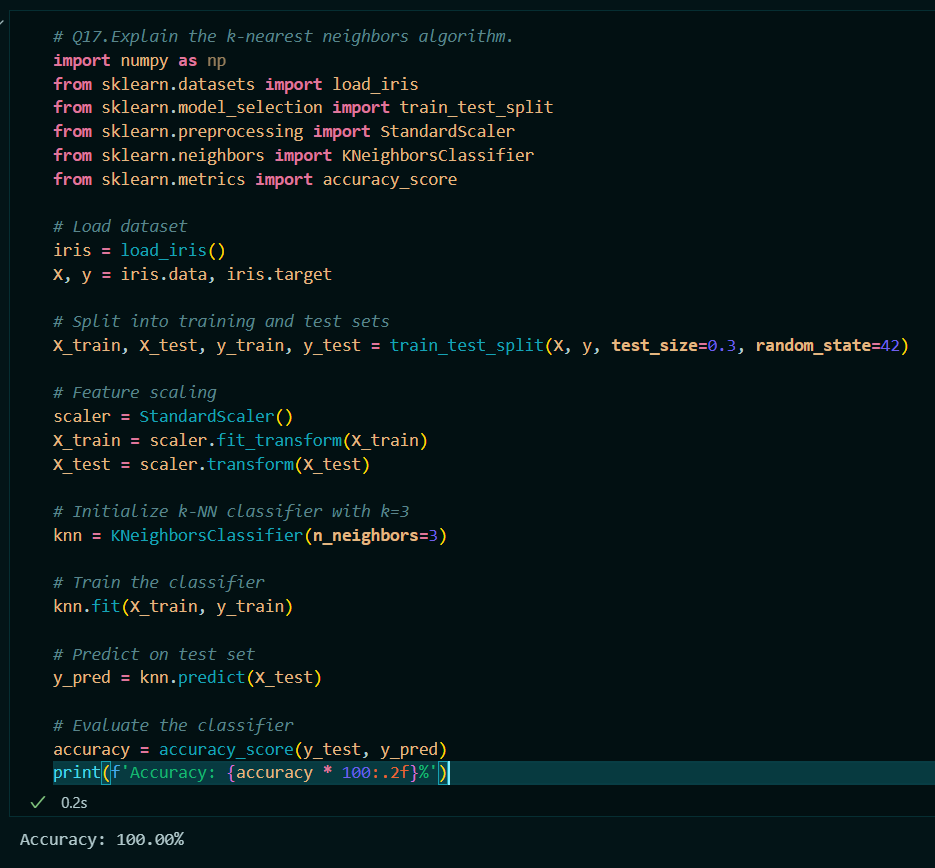 # Q17.Explain the k-nearest neighbors algorithm.
import numpy as np
from sklearn.datasets import load_iris
from sklearn.model_selection import train_test_split
from sklearn.preprocessing import StandardScaler
from sklearn.neighbors import KNeighborsClassifier
from sklearn.metrics import accuracy_score
# Load dataset
iris = load_iris()
X, y = iris.data, iris.target
# Split into training and test sets
X_train, X_test, y_train, y_test = train_test_split(X, y, test_size=0.3, random_state=42)
# Feature scaling
scaler = StandardScaler()
X_train = scaler.fit_transform(X_train)
X_test = scaler.transform(X_test)
# Initialize k-NN classifier with k=3
knn = KNeighborsClassifier(n_neighbors=3)
# Train the classifier
knn.fit(X_train, y_train)
# Predict on test set
y_pred = knn.predict(X_test)
# Evaluate the classifier
accuracy = accuracy_score(y_test, y_pred)
print(f'Accuracy: {accuracy * 100:.2f}%')
0.2s
Accuracy: 100.00%